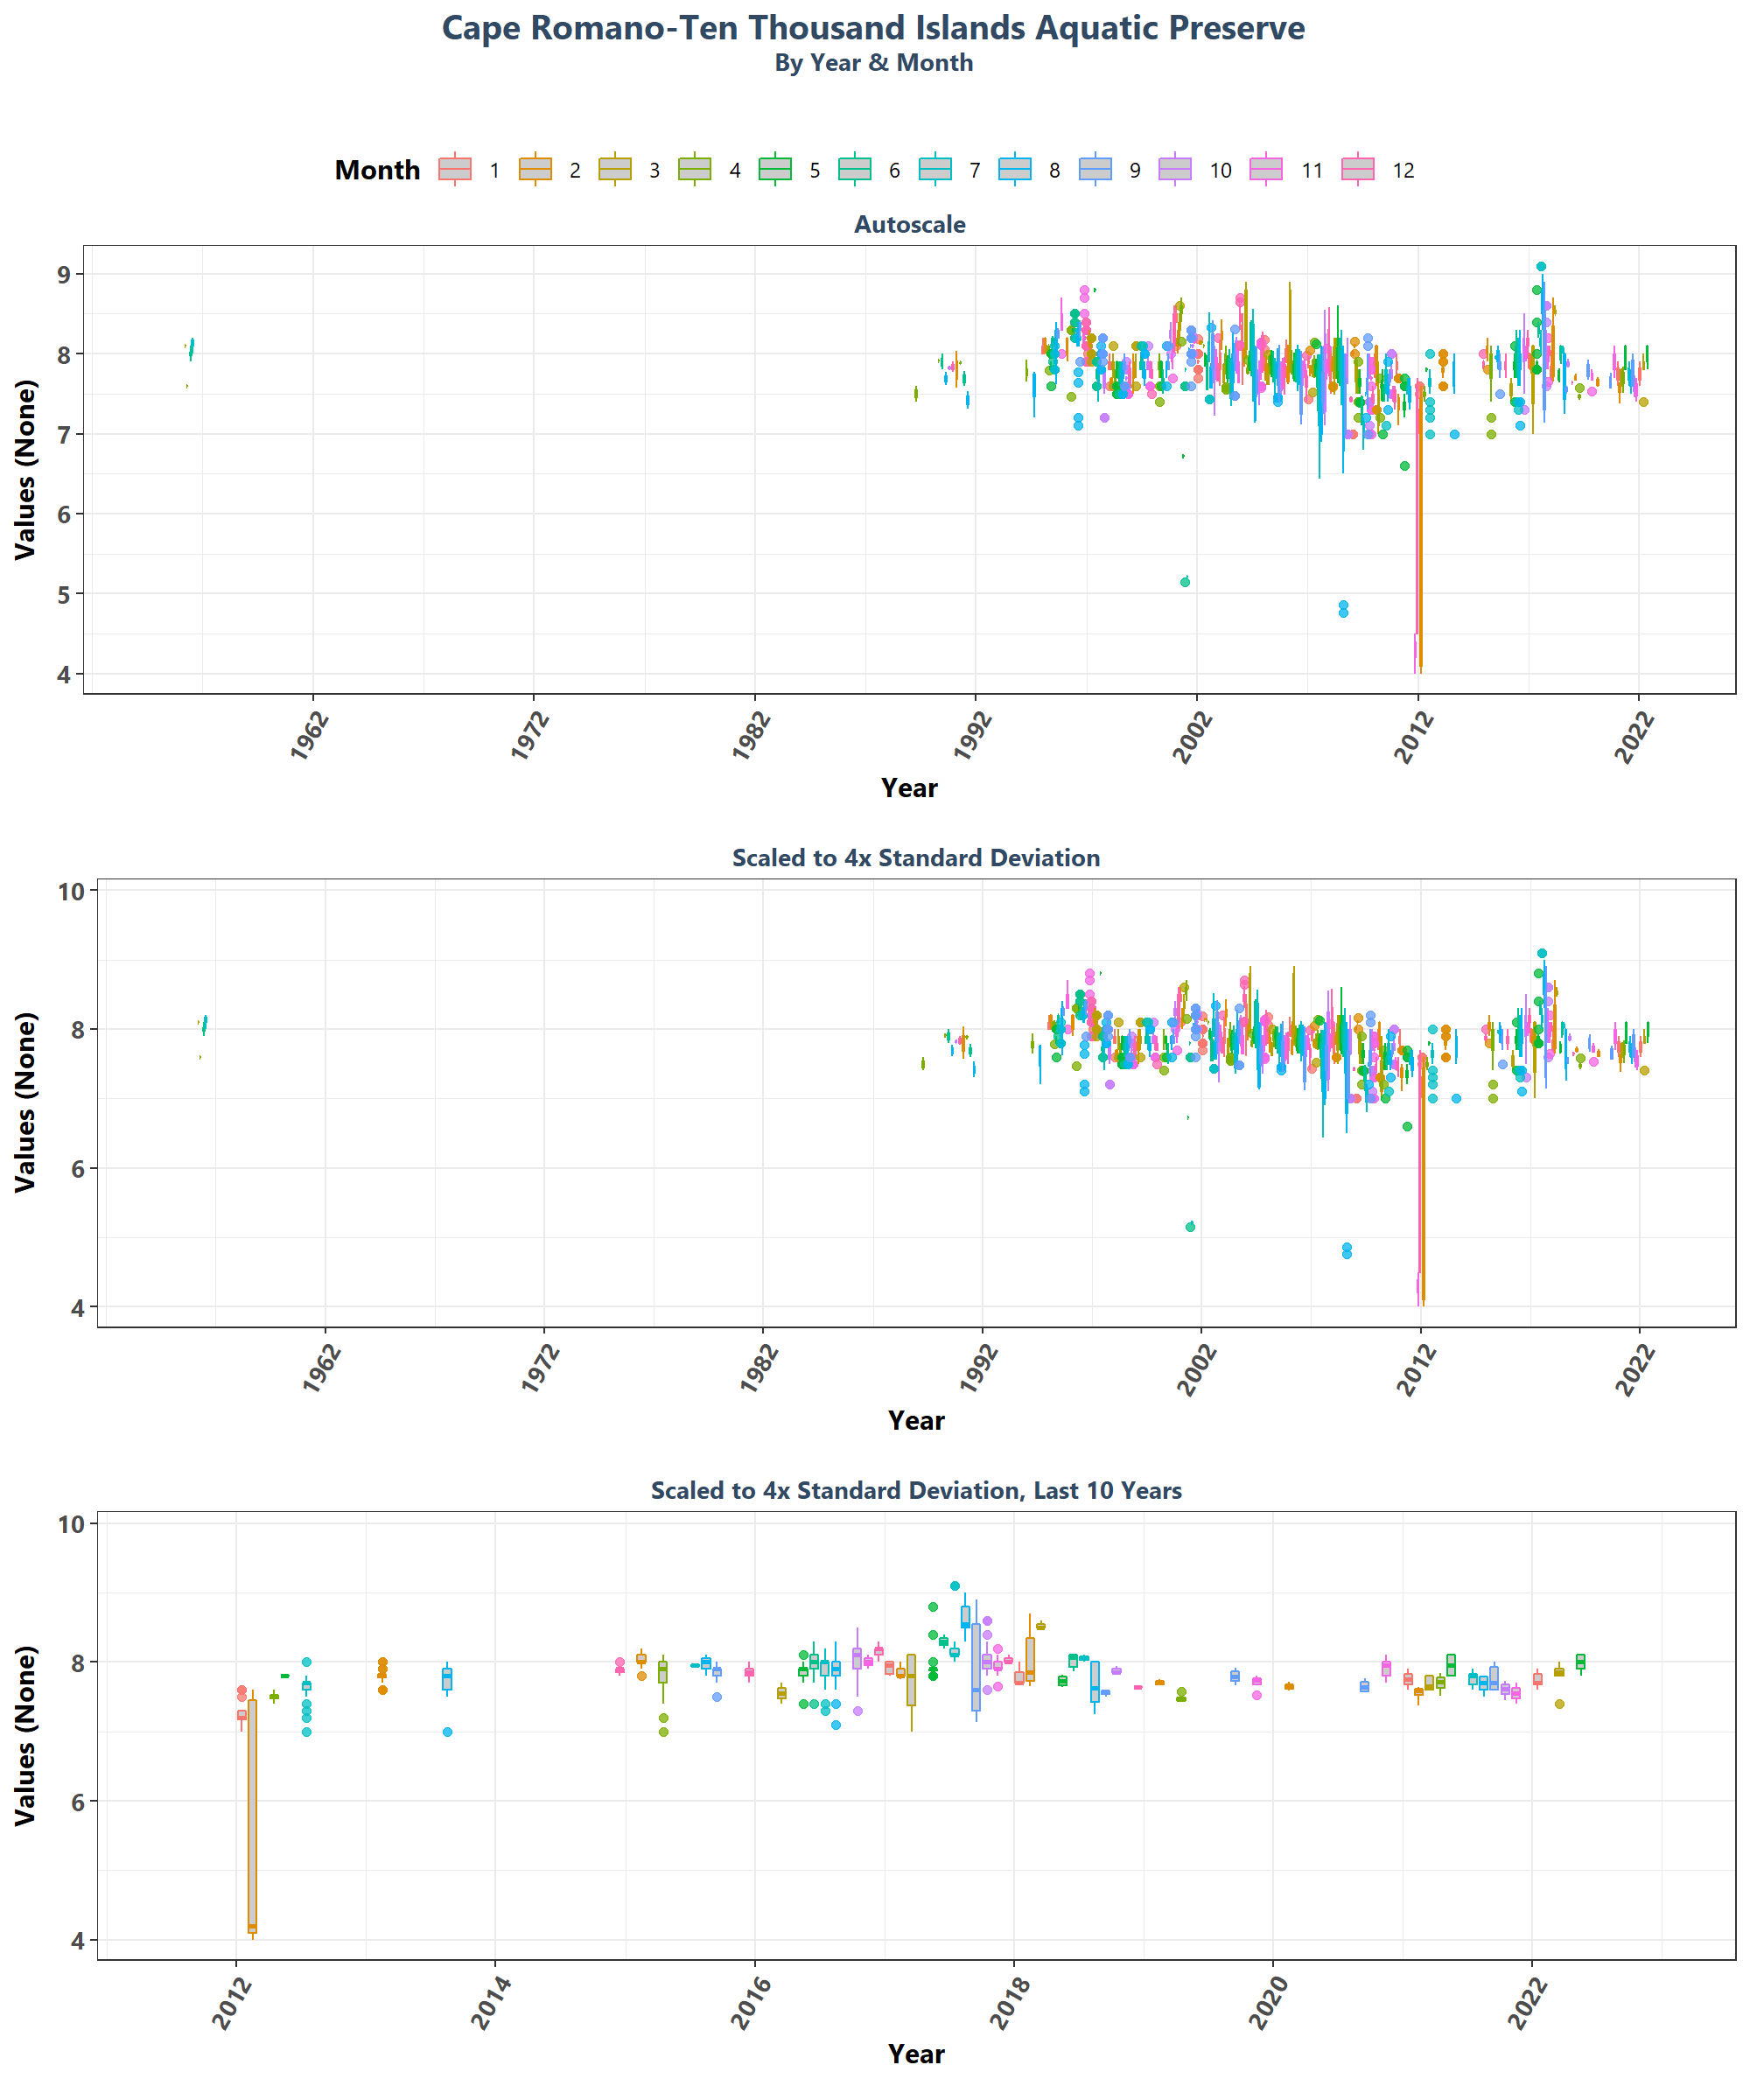 Cape Romano-Ten Thousand Islands Aquatic Preserve
By Year & Month
Month 1 2 3 4 5 6 7 8 9 10 11 12
Autoscale
Values (None)
9
8
7
6
5
4
1962 1972 1982 1992 2002 2012 2022
Year
Scaled to 4x Standard Deviation
Values (None)
10
8
6
4
1962 1972 1982 1992 2002 2012 2022
Year
Scaled to 4x Standard Deviation, Last 10 Years
Values (None)
10
8
6
4
2012 2014 2016 2018 2020 2022
Year